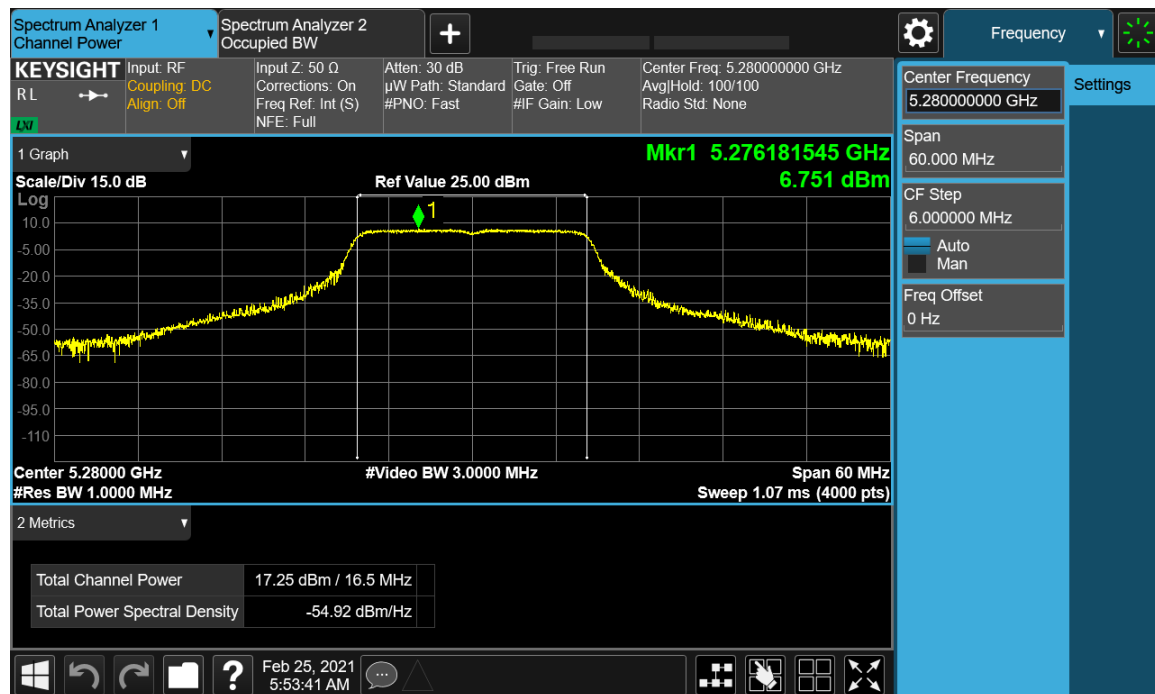 Spectrum Analyzer 1
Channel Power
Spectrum Analyzer 2
Occupied BW
Frequency
KEYSIGHT
R L
LXI
Input: RF
Coupling: DC
Align: Off
Input Z: 50 Ω
Corrections: On
Freq Ref: Int (S)
NFE: Full
Atten: 30 dB
µW Path: Standard
#PNO: Fast
Trig: Free Run
Gate: Off
#IF Gain: Low
Center Freq: 5.280000000 GHz
Avg|Hold: 100/100
Radio Std: None
Center Frequency
5.280000000 GHz
Settings
Span
60.000 MHz
CF Step
6.000000 MHz
Auto
Man
Freq Offset
0 Hz
1 Graph
Mkr1 5.276181545 GHz
6.751 dBm
Scale/Div 15.0 dB
Ref Value 25.00 dBm
Log
1
10.0
-5.00
-20.0
-35.0
-50.0
-65.0
-80.0
-95.0
-110
Center 5.28000 GHz
#Video BW 3.0000 MHz
Span 60 MHz
#Res BW 1.0000 MHz
Sweep 1.07 ms (4000 pts)
2 Metrics
Total Channel Power 17.25 dBm / 16.5 MHz
Total Power Spectral Density -54.92 dBm/Hz
?
Feb 25, 2021
5:53:41 AM